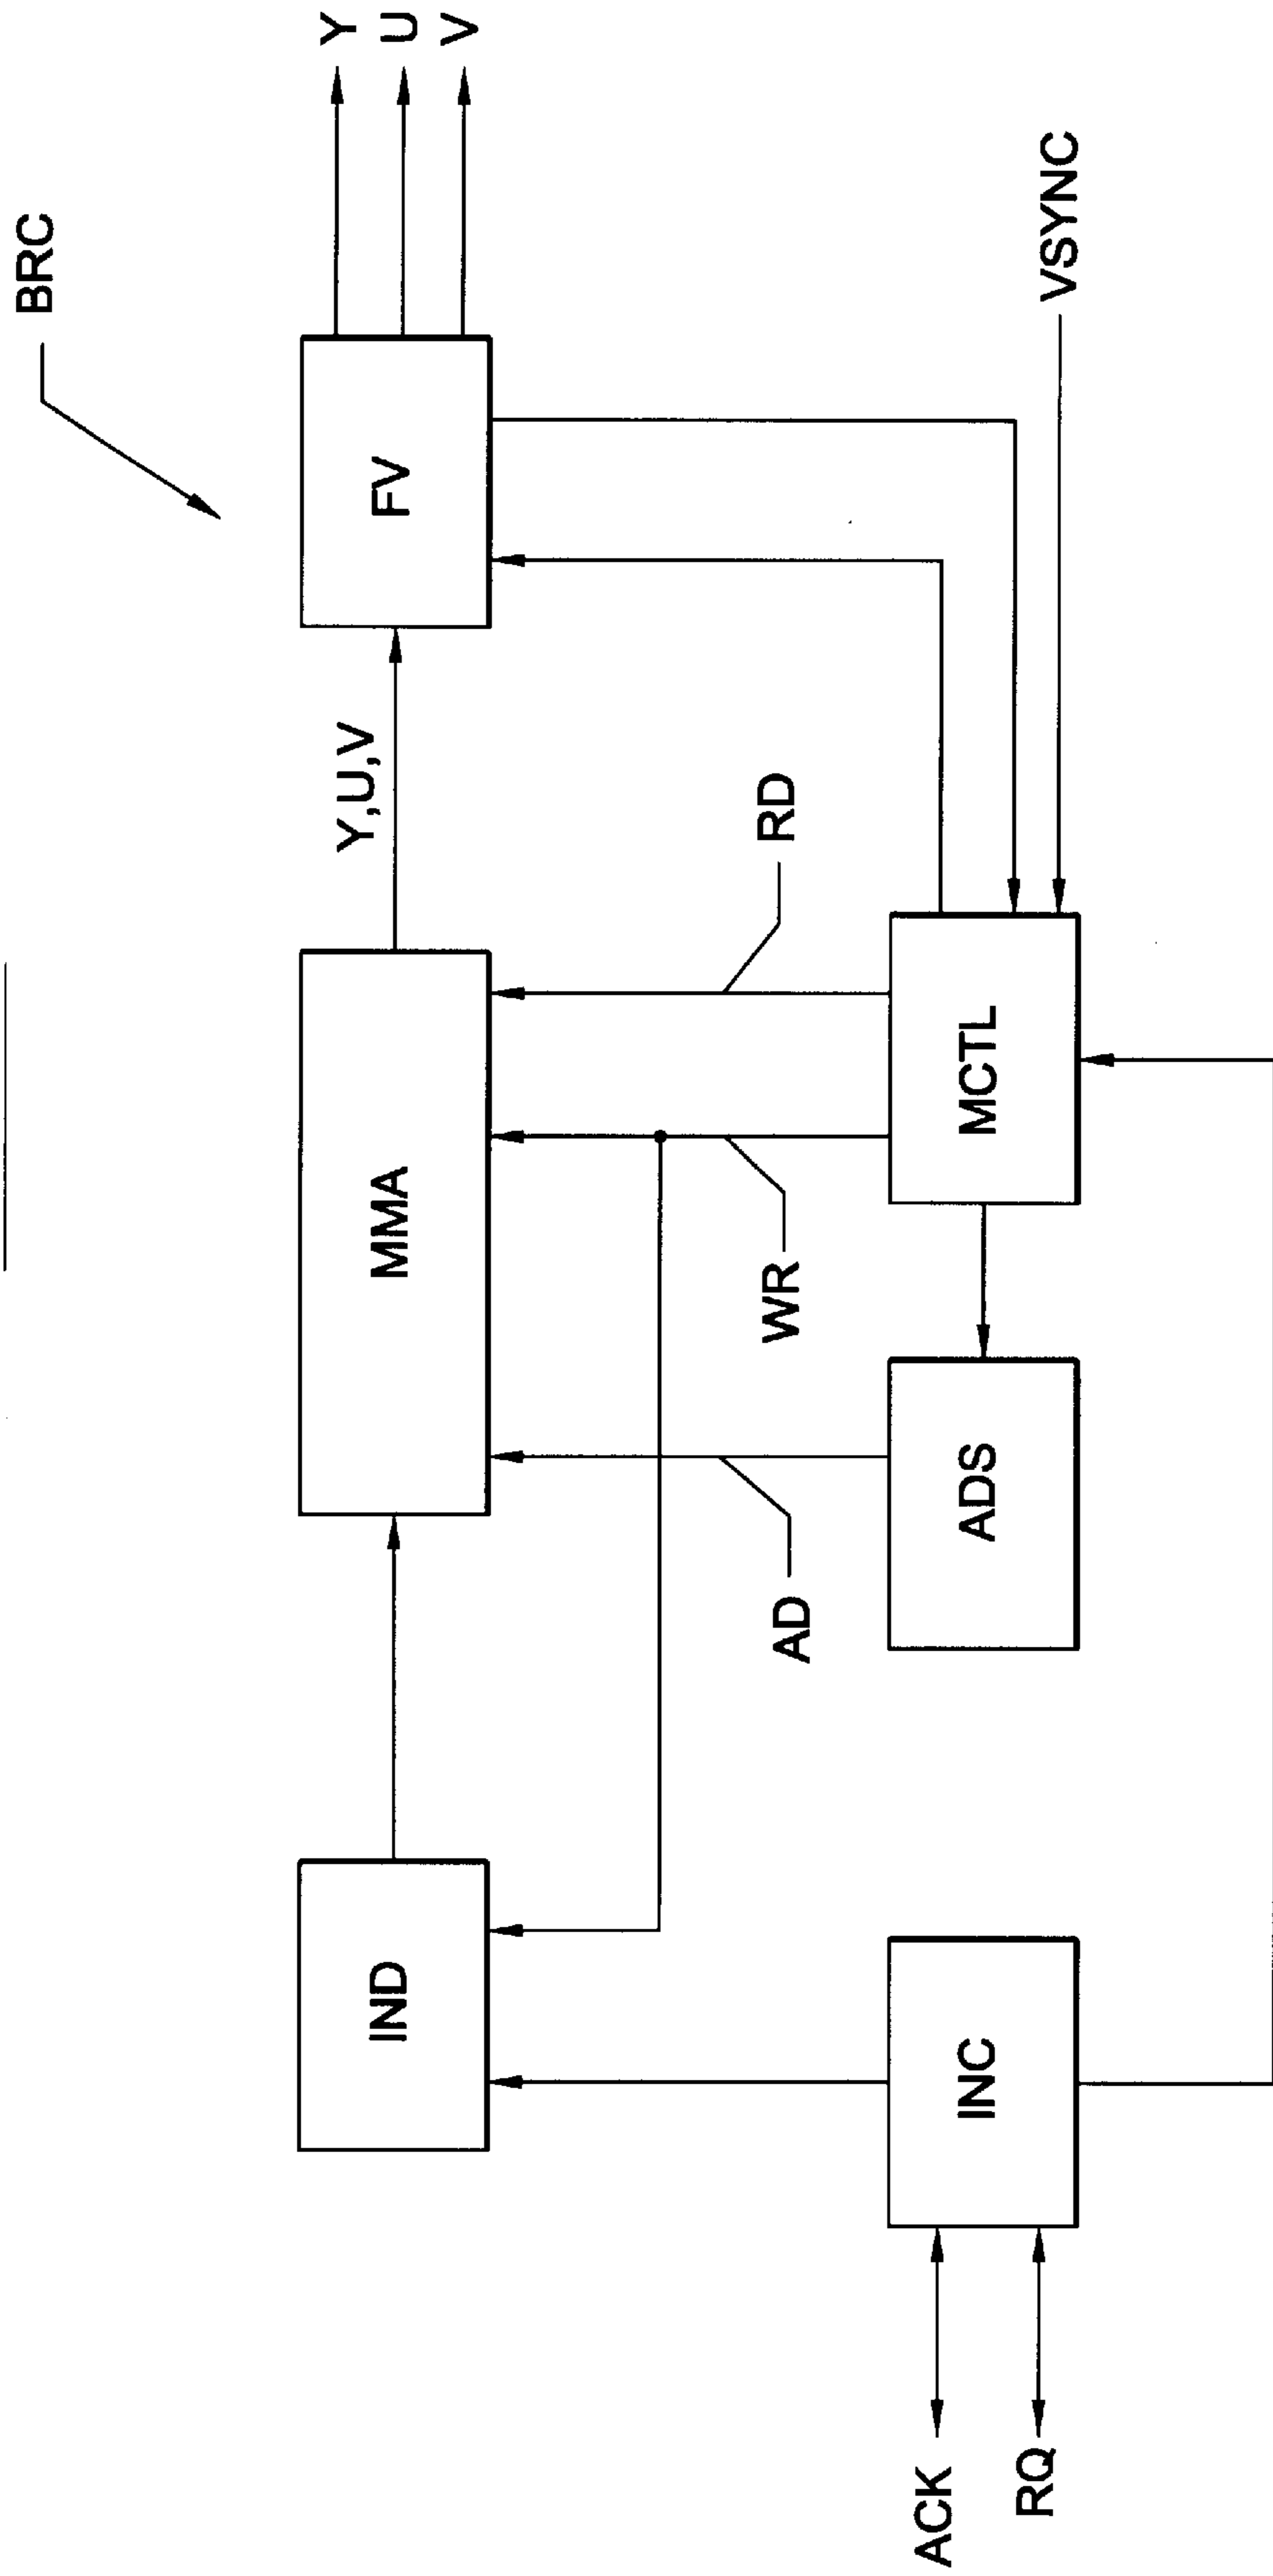 BRC
Y
U
V
Y,U,V
IND
MMA
FV
AD
WR
RD
VSYNC
INC
ADS
MCTL
ACK
RQ